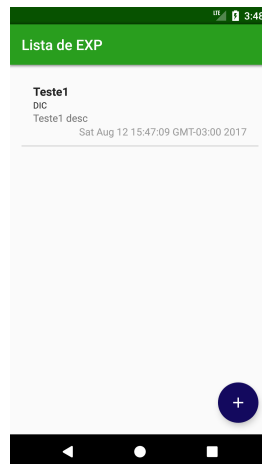 LTE 3:48
Lista de EXP
Teste1
DIC
Teste1 desc
Sat Aug 12 15:47:09 GMT-03:00 2017
+